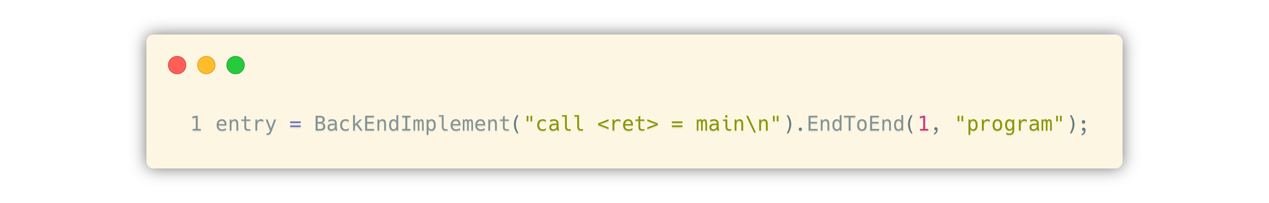 1 entry = BackEndImplement("call <ret> = main\n").EndToEnd(1, "program");